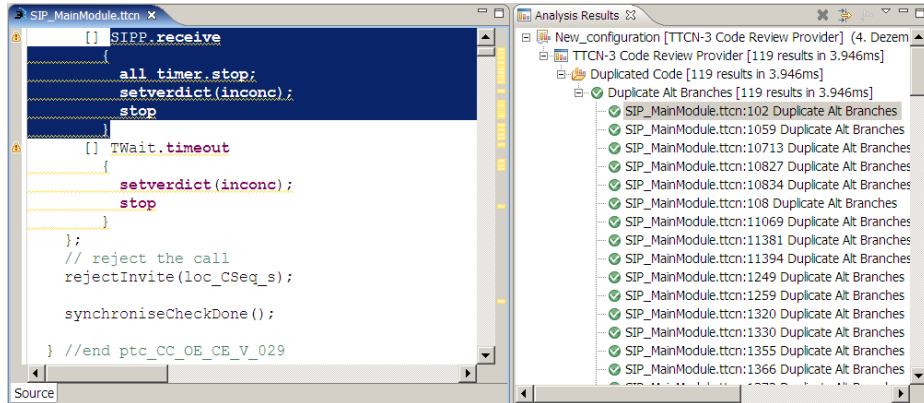 SIP_MainModule.ttcn
[] SIPP.receive
{
all timer.stop;
setverdict(inconc);
stop
}
[] TWait.timeout
{
setverdict(inconc);
stop
}
};
// reject the call
rejectInvite(loc_CSeq_s);
synchroniseCheckDone();
} //end ptc_CC_OE_CE_V_029
Source
Analysis Results
New_configuration [TTCN-3 Code Review Provider] (4. Dezem
TTCN-3 Code Review Provider [119 results in 3.946ms]
Duplicated Code [119 results in 3.946ms]
Duplicate Alt Branches [119 results in 3.946ms]
SIP_MainModule.ttcn:102 Duplicate Alt Branches
SIP_MainModule.ttcn:1059 Duplicate Alt Branches
SIP_MainModule.ttcn:10713 Duplicate Alt Branches
SIP_MainModule.ttcn:10827 Duplicate Alt Branches
SIP_MainModule.ttcn:10834 Duplicate Alt Branches
SIP_MainModule.ttcn:108 Duplicate Alt Branches
SIP_MainModule.ttcn:11069 Duplicate Alt Branches
SIP_MainModule.ttcn:11381 Duplicate Alt Branches
SIP_MainModule.ttcn:11394 Duplicate Alt Branches
SIP_MainModule.ttcn:1249 Duplicate Alt Branches
SIP_MainModule.ttcn:1259 Duplicate Alt Branches
SIP_MainModule.ttcn:1320 Duplicate Alt Branches
SIP_MainModule.ttcn:1330 Duplicate Alt Branches
SIP_MainModule.ttcn:1355 Duplicate Alt Branches
SIP_MainModule.ttcn:1366 Duplicate Alt Branches